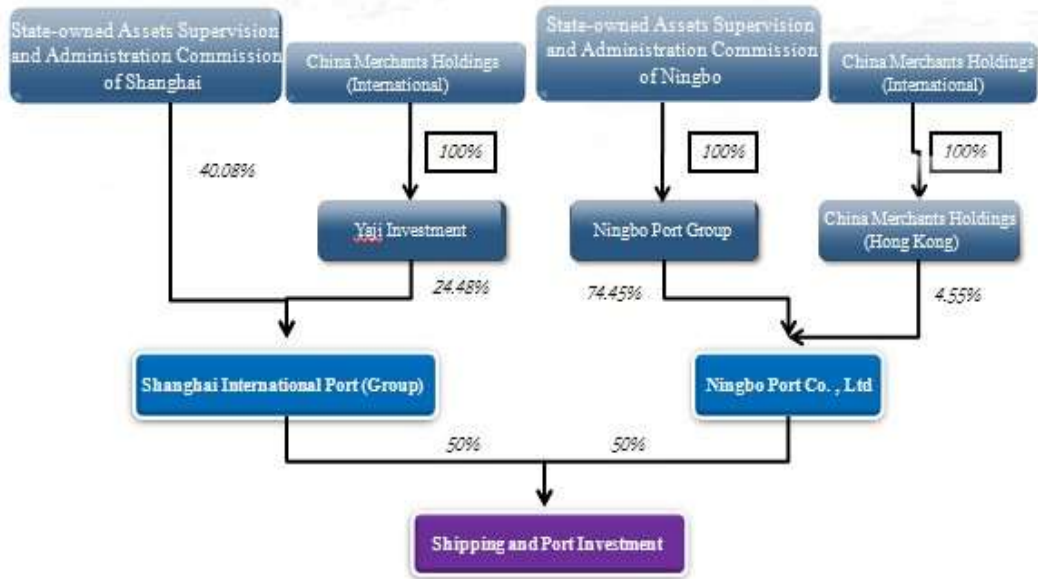 State-owned Assets Supervision
and Administration Commission
of Shanghai
China Merchants Holdings
(International)
State-owned Assets Supervision
and Administration Commission
of Ningbo
China Merchants Holdings
(International)
40.08%
100%
100%
100%
Yaji Investment
Ningbo Port Group
China Merchants Holdings
(Hong Kong)
24.48%
74.45%
4.55%
Shanghai International Port (Group)
Ningbo Port Co. , Ltd
50%
50%
Shipping and Port Investment